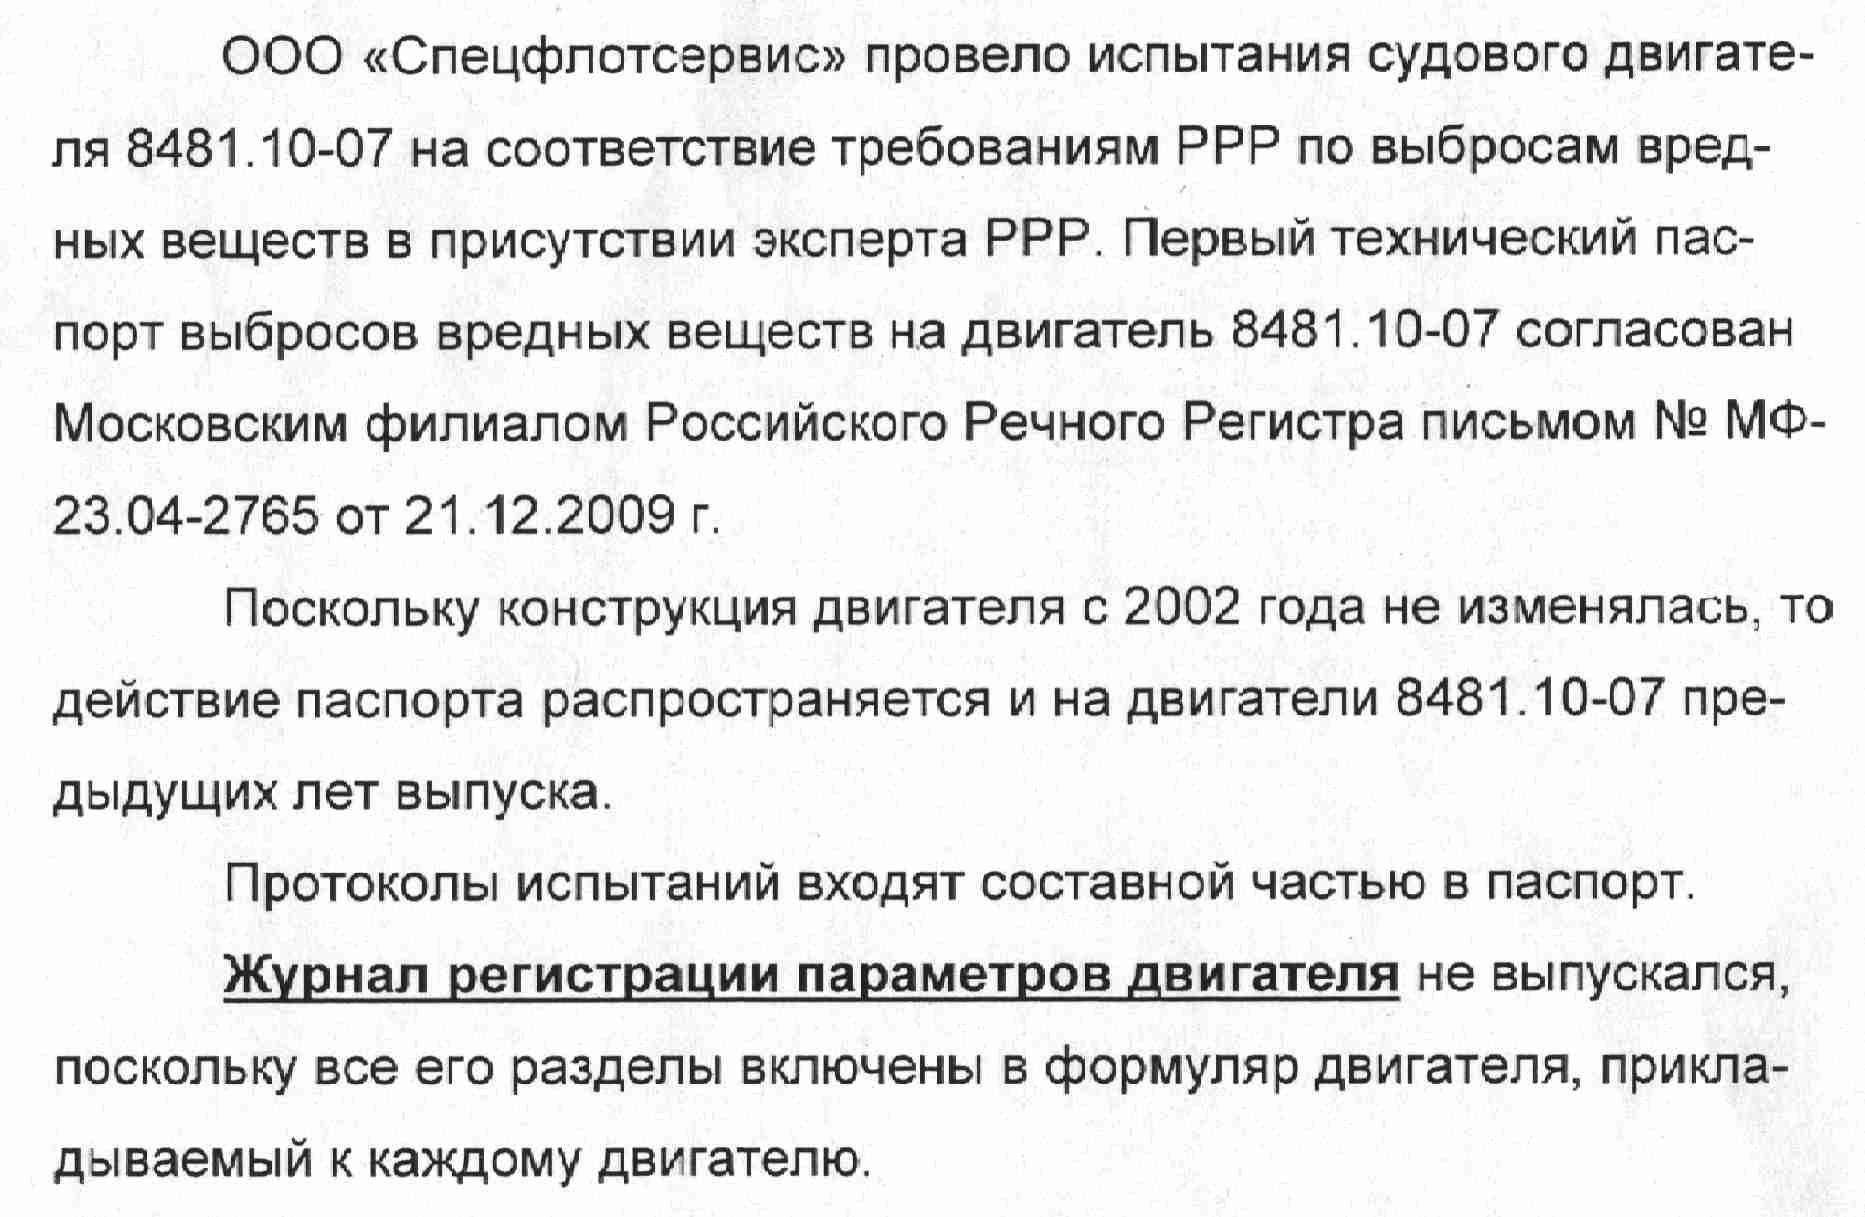 ООО «Спецфлотсервис» провело испытания судового двигате-
ля 8481.10-07 на соответствие требованиям РРР по выбросам вред-
ных веществ в присутствии эксперта РРР. Первый технический пас-
порт выбросов вредных веществ на двигатель 8481.10-07 согласован
Московским филиалом Российского Речного Регистра письмом № МФ-
23.04-2765 от 21.12.2009 г.
Поскольку конструкция двигателя с 2002 года не изменялась, то
действие паспорта распространяется и на двигатели 8481.10-07 пре-
дыдущих лет выпуска.
Протоколы испытаний входят составной частью в паспорт.
Журнал регистрации параметров двигателя не выпускался,
поскольку все его разделы включены в формуляр двигателя, прикла-
дываемый к каждому двигателю.